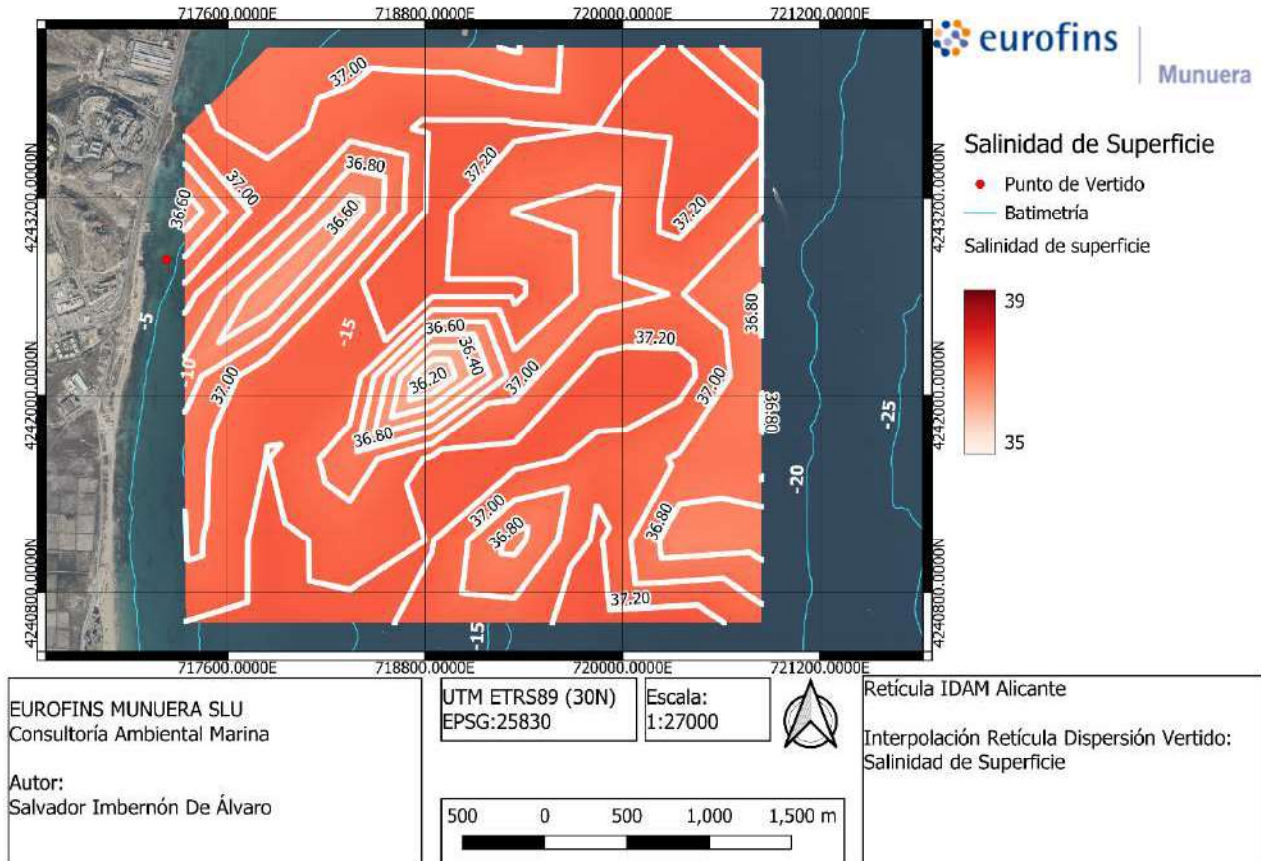 717600.0000E 718800.0000E 720000.0000E 721200.0000E
eurofins
Munuera
4243200.0000N
4242000.0000N
4240800.0000N
37.00
36.80
37.20
37.00
36.60
36.60
37.20
-5
-15
36.80
36.60
37.20
-10
36.40
37.00
36.20
37.00
37.00
36.80
-25
36.80
-20
37.00
36.80
36.80
37.20
-15
4243200.0000N
4242000.0000N
4240800.0000N
717600.0000E 718800.0000E 720000.0000E 721200.0000E
Salinidad de Superficie
Punto de Vertido
Batimetría
Salinidad de superficie
39
35
EUROFINS MUNUERA SLU
Consultoría Ambiental Marina
Autor:
Salvador Imbernón De Álvaro
UTM ETRS89 (30N)
EPSG:25830
Escala:
1:27000
500 0 500 1,000 1,500 m
Retícula IDAM Alicante
Interpolación Retícula Dispersión Vertido:
Salinidad de Superficie